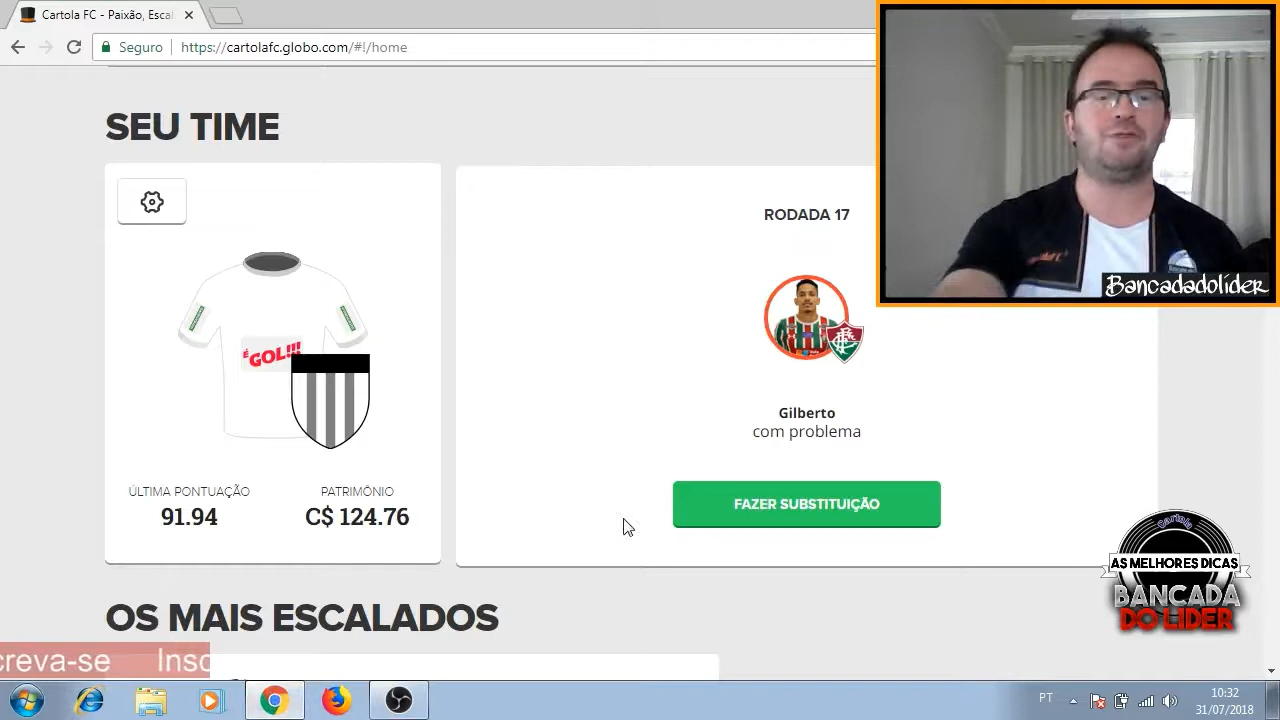 Cartola FC - Paixão, Escal
Seguro
https://cartolafc.globo.com/#!/home
Bancadadolíder
SEU TIME
RODADA 17
É GOL!!!
Gilberto
com problema
ÚLTIMA PONTUAÇÃO
PATRIMÔNIO
91.94
C$ 124.76
FAZER SUBSTITUIÇÃO
Cartola
AS MELHORES DICAS
BANCADA
DO LIDER
OS MAIS ESCALADOS
creva-se Insc
PT
10:32
31/07/2018